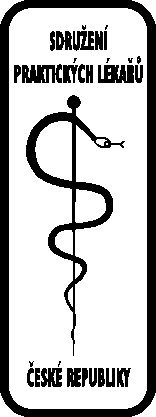 SDRUŽENÍ
PRAKTICKÝCH LÉKAŘŮ
ČESKÉ REPUBLIKY